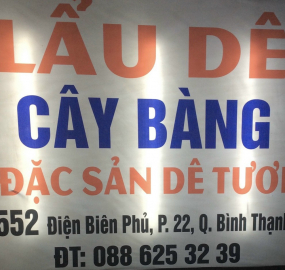 LẨU DÊ
CÂY BÀNG
ĐẶC SẢN DÊ TƯƠI
552 Điện Biên Phủ, P. 22, Q. Bình Thạnh
ĐT: 088 625 32 39